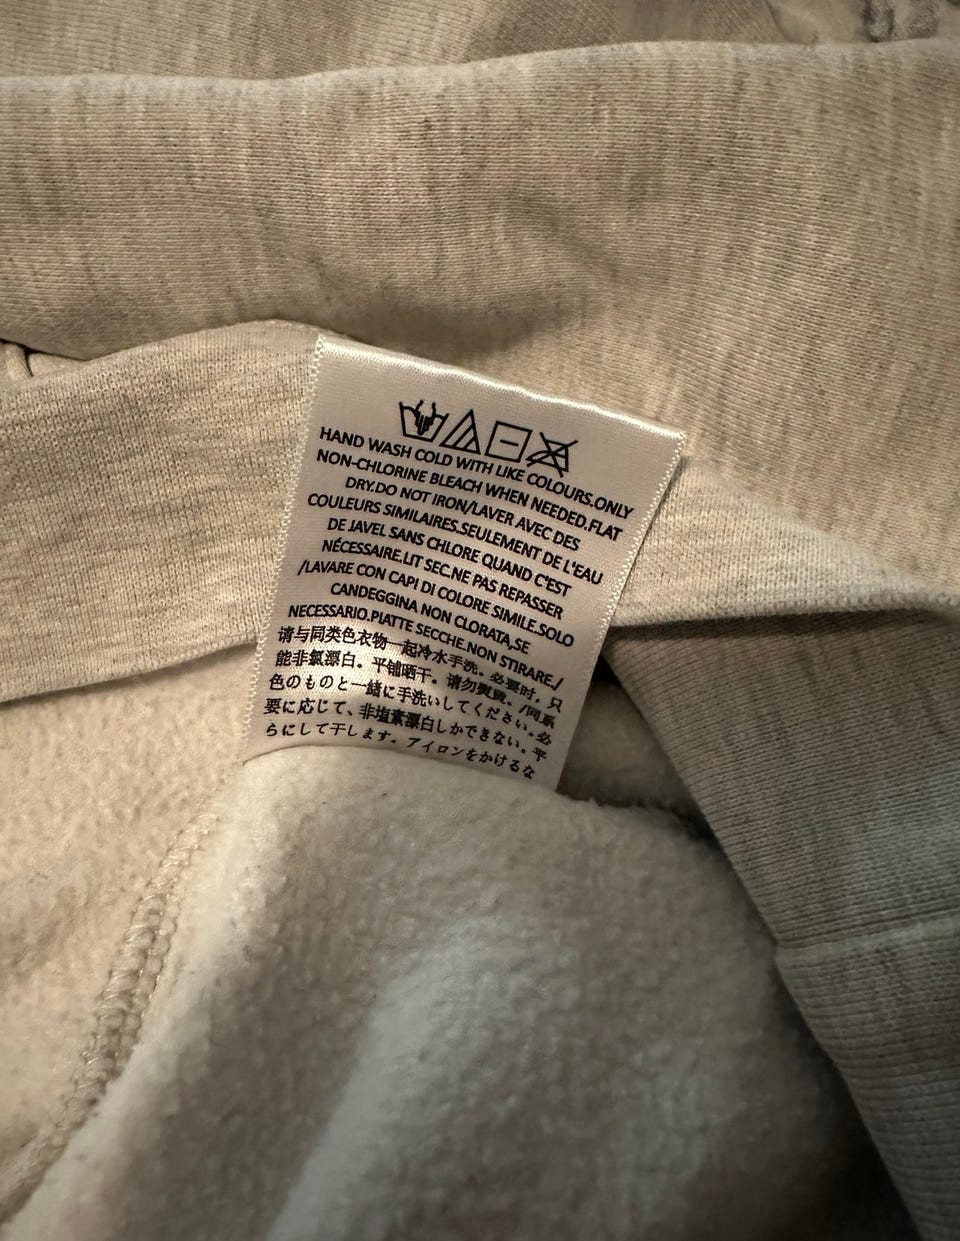 HAND WASH COLD WITH LIKE COLOURS.ONLY
NON-CHLORINE BLEACH WHEN NEEDED.FLAT
DRY.DO NOT IRON/LAVER AVEC DES
COULEURS SIMILAIRES.SEULEMENT DE L'EAU
DE JAVEL SANS CHLORE QUAND C'EST
NÉCESSAIRE.LIT SEC.NE PAS REPASSER
/LAVARE CON CAPI DI COLORE SIMILE.SOLO
CANDEGGINA NON CLORATA,SE
NECESSARIO.PIATTE SECCHE.NON STIRARE./
请与同类色衣物一起冷水手洗。必要时，只
能非氯漂白。平铺晒干。请勿熨烫。/同系
色のものと一緒に手洗いしてください。必
要に応じて、非塩素漂白しかできない。平
らにして干します。アイロンをかけるな